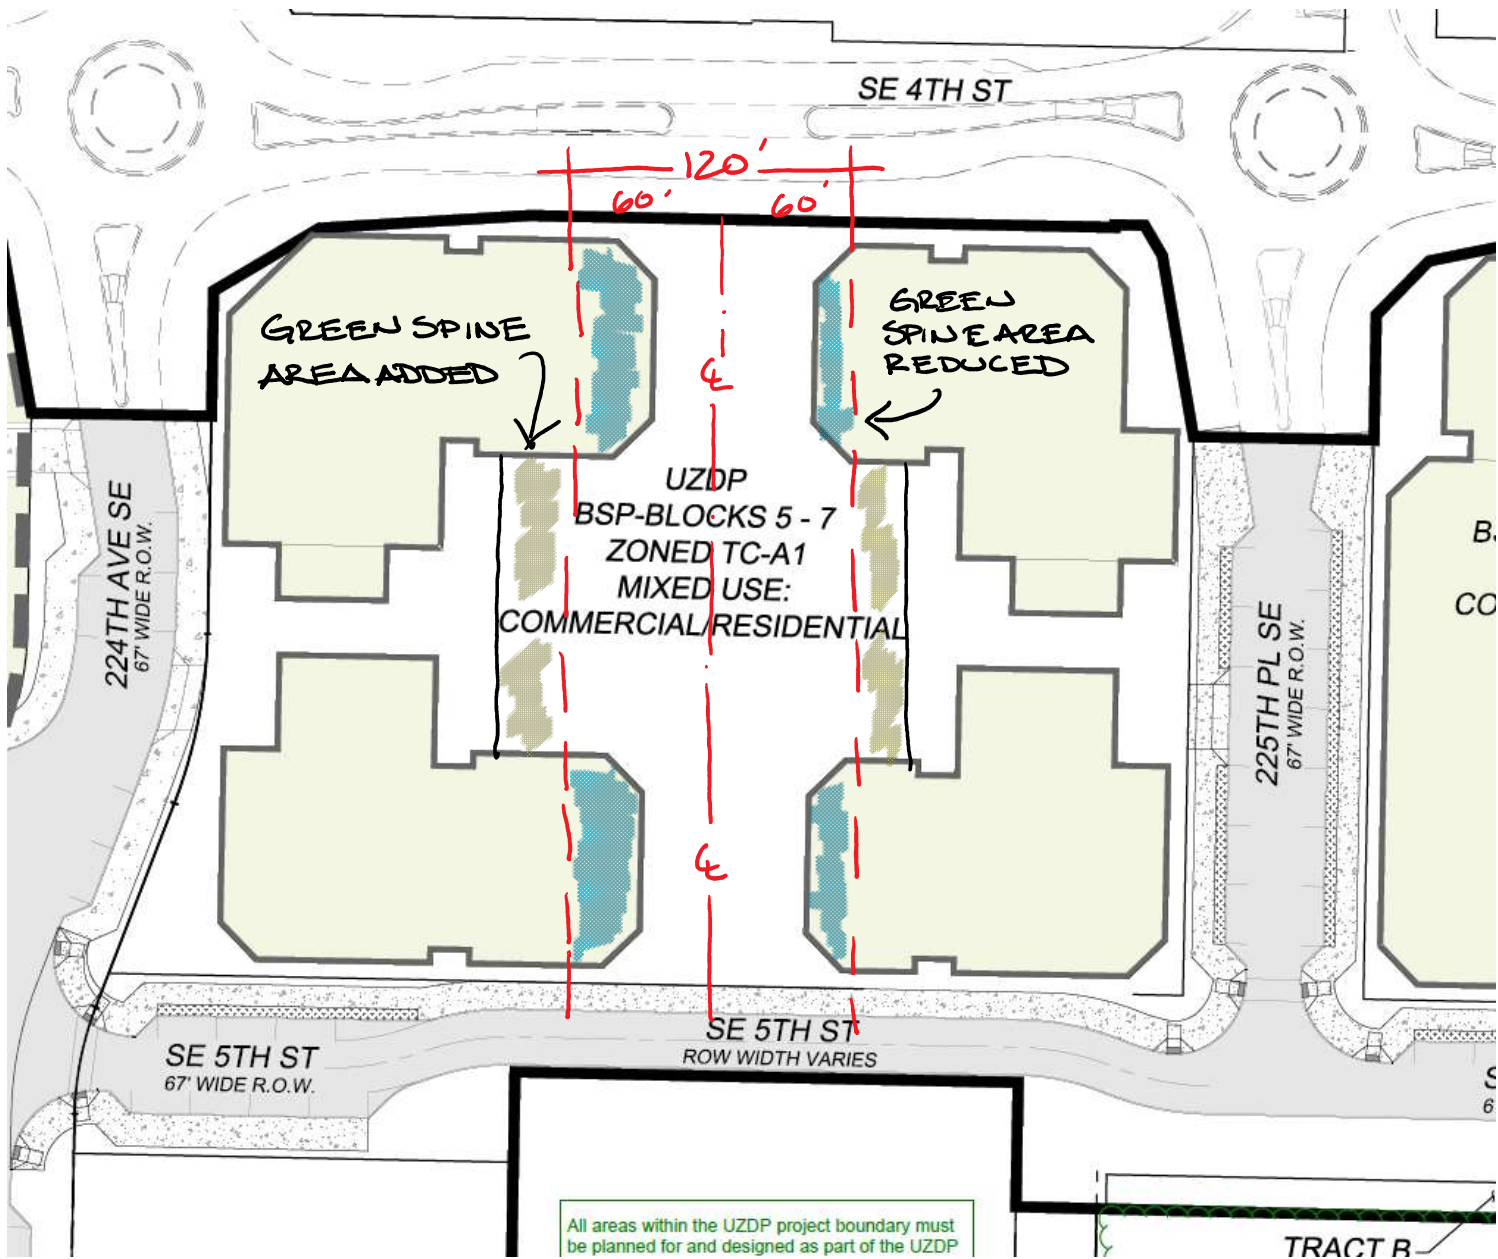 SE 4TH ST
120'
60'
60'
GREEN SPINE
AREA ADDED
GREEN
SPINE AREA
REDUCED
℄
UZDP
BSP-BLOCKS 5 - 7
ZONED TC-A1
MIXED USE:
COMMERCIAL/RESIDENTIAL
224TH AVE SE
67' WIDE R.O.W.
225TH PL SE
67' WIDE R.O.W.
CO
℄
SE 5TH ST
ROW WIDTH VARIES
SE 5TH ST
67' WIDE R.O.W.
6
All areas within the UZDP project boundary must
be planned for and designed as part of the UZDP
TRACT B